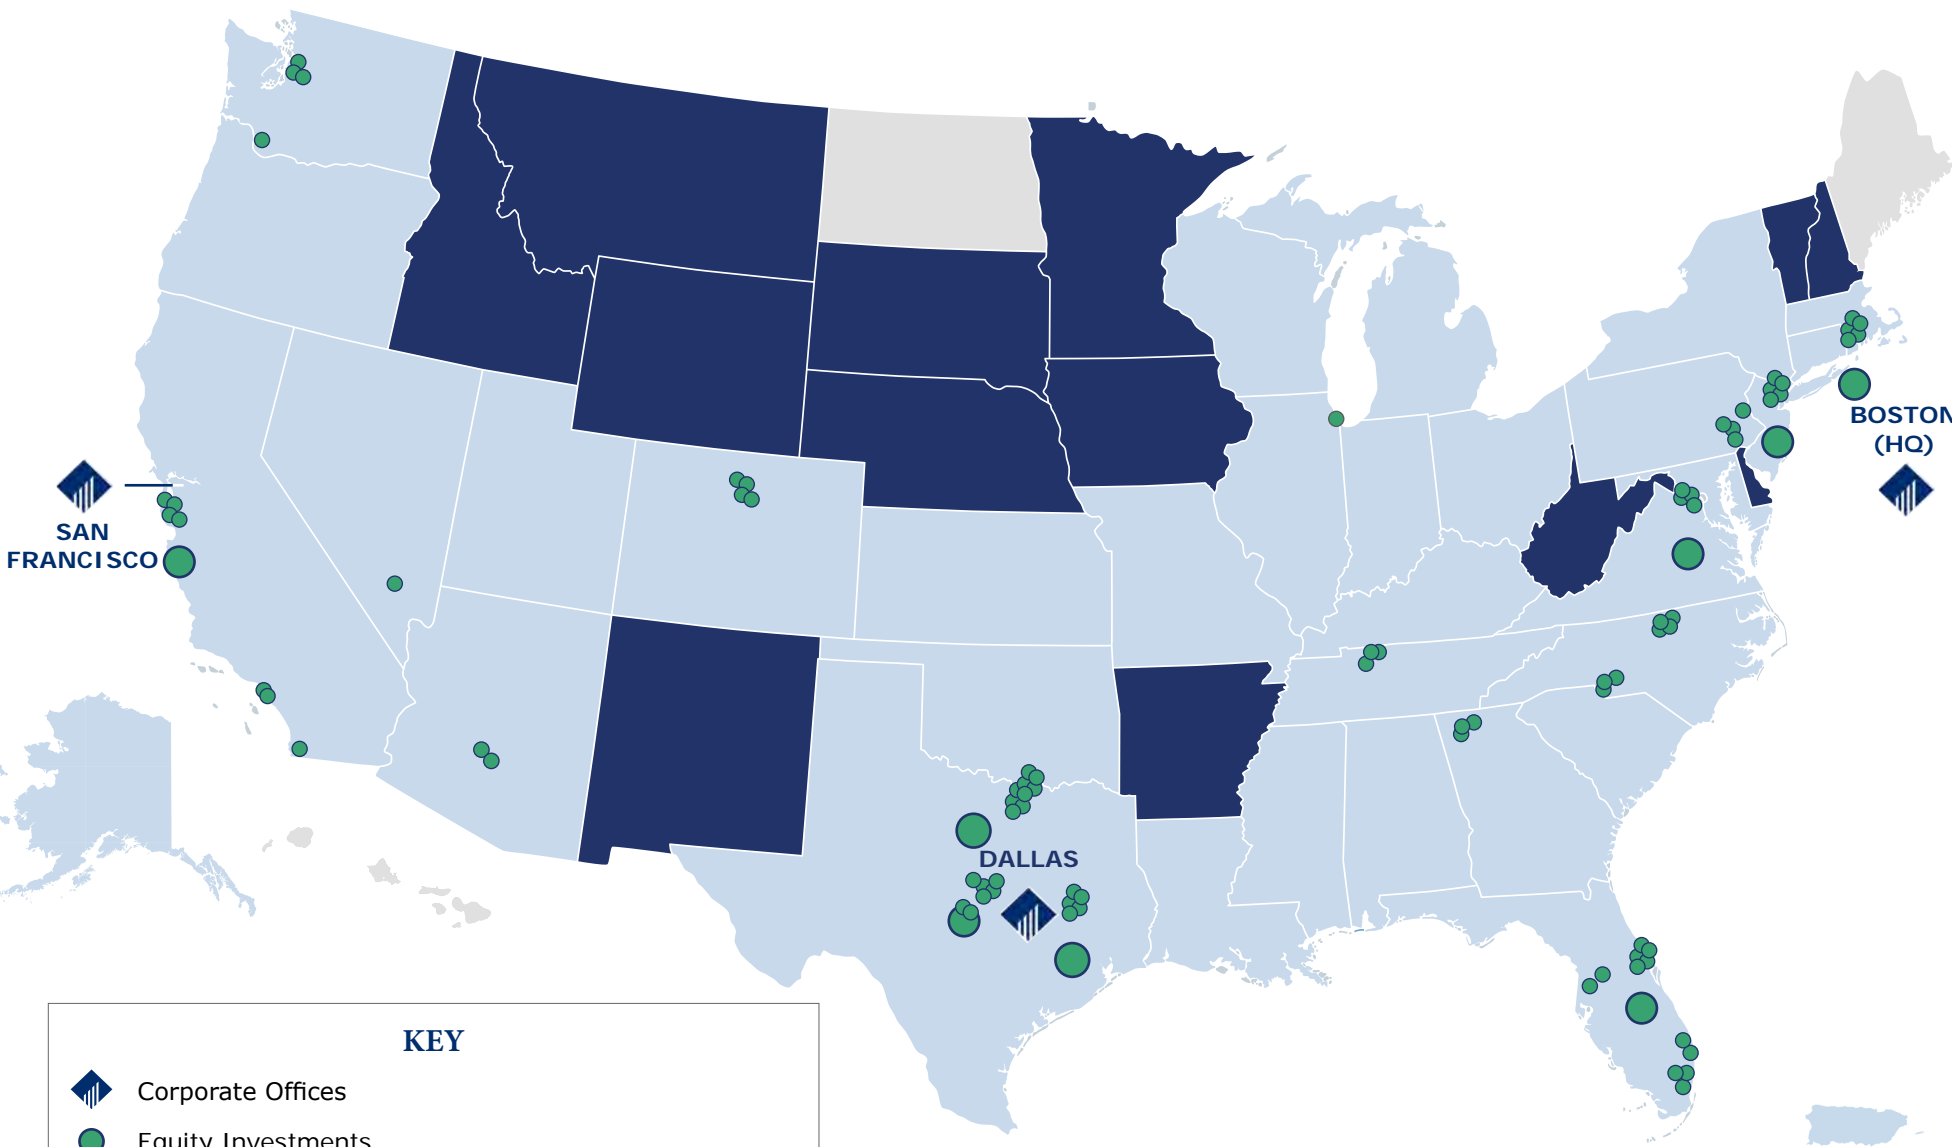 BOSTON
(HQ)
SAN
FRANCISCO
DALLAS
KEY
Corporate Offices
Equity Investments